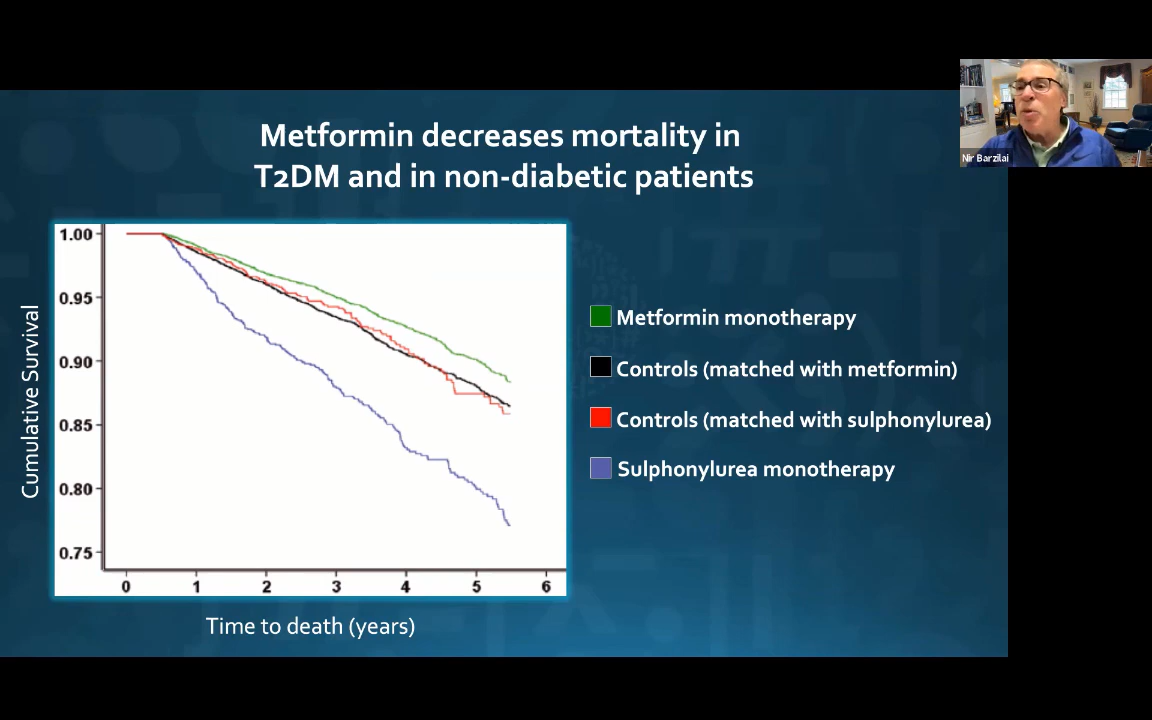 Nir Barzilai
Metformin decreases mortality in
T2DM and in non-diabetic patients
Cumulative Survival
1.00
0.95
0.90
0.85
0.80
0.75
0
1
2
3
4
5
6
Time to death (years)
Metformin monotherapy
Controls (matched with metformin)
Controls (matched with sulphonylurea)
Sulphonylurea monotherapy